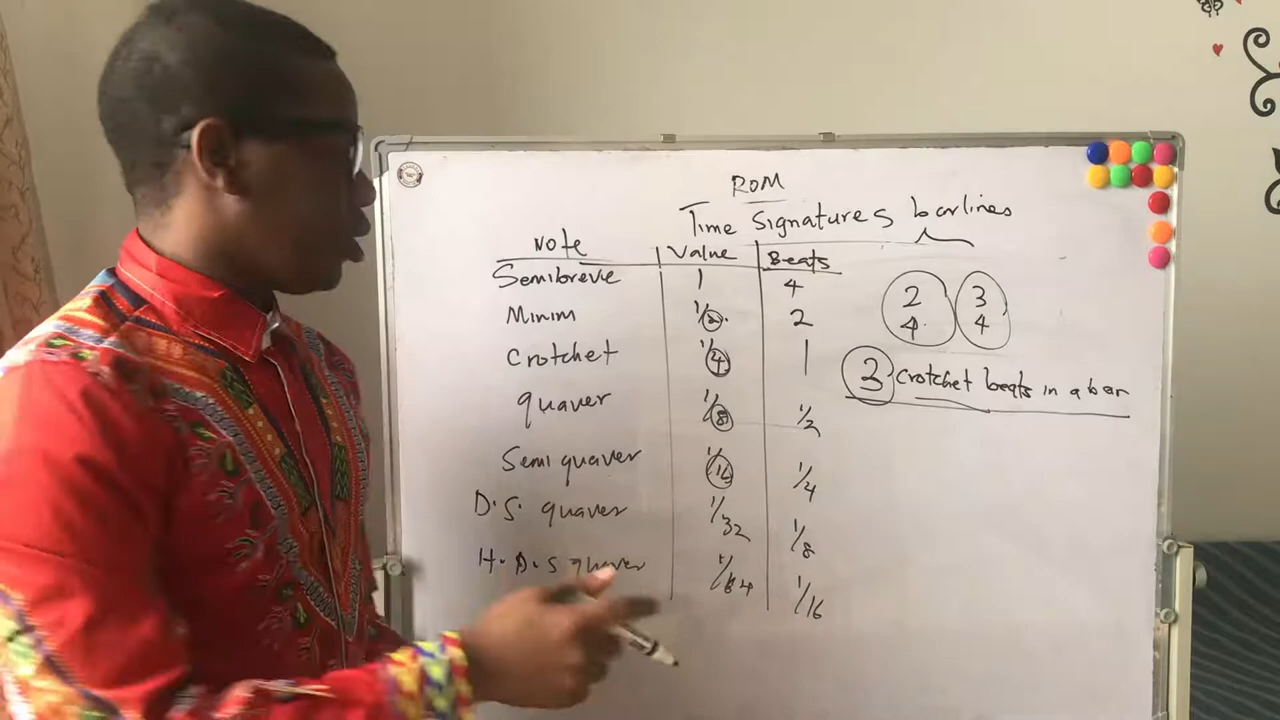 ROM
Time Signatures barlines
Note Value Beats
Semibreve 1 4
Minim 1/2 2
Crotchet 1/4 1
quaver 1/8 1/2
Semi quaver 1/16 1/4
D.S. quaver 1/32 1/8
H.D.S quaver 1/64 1/16
2 3
4 4
3 crotchet beats in a bar